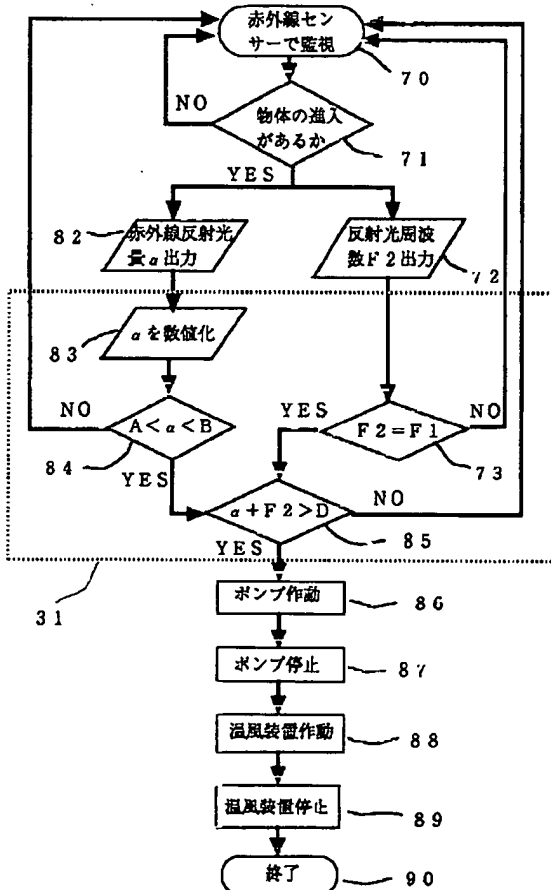 赤外線セン
サーで監視
70
NO
物体の進入
があるか
71
YES
82
赤外線反射光
量α出力
反射光周波
数F2出力
72
83
αを数値化
NO
A<α<B
84
YES
YES
F2=F1
NO
73
α+F2>D
NO
85
YES
31
ポンプ作動
86
ポンプ停止
87
温風装置作動
88
温風装置停止
89
終了
90